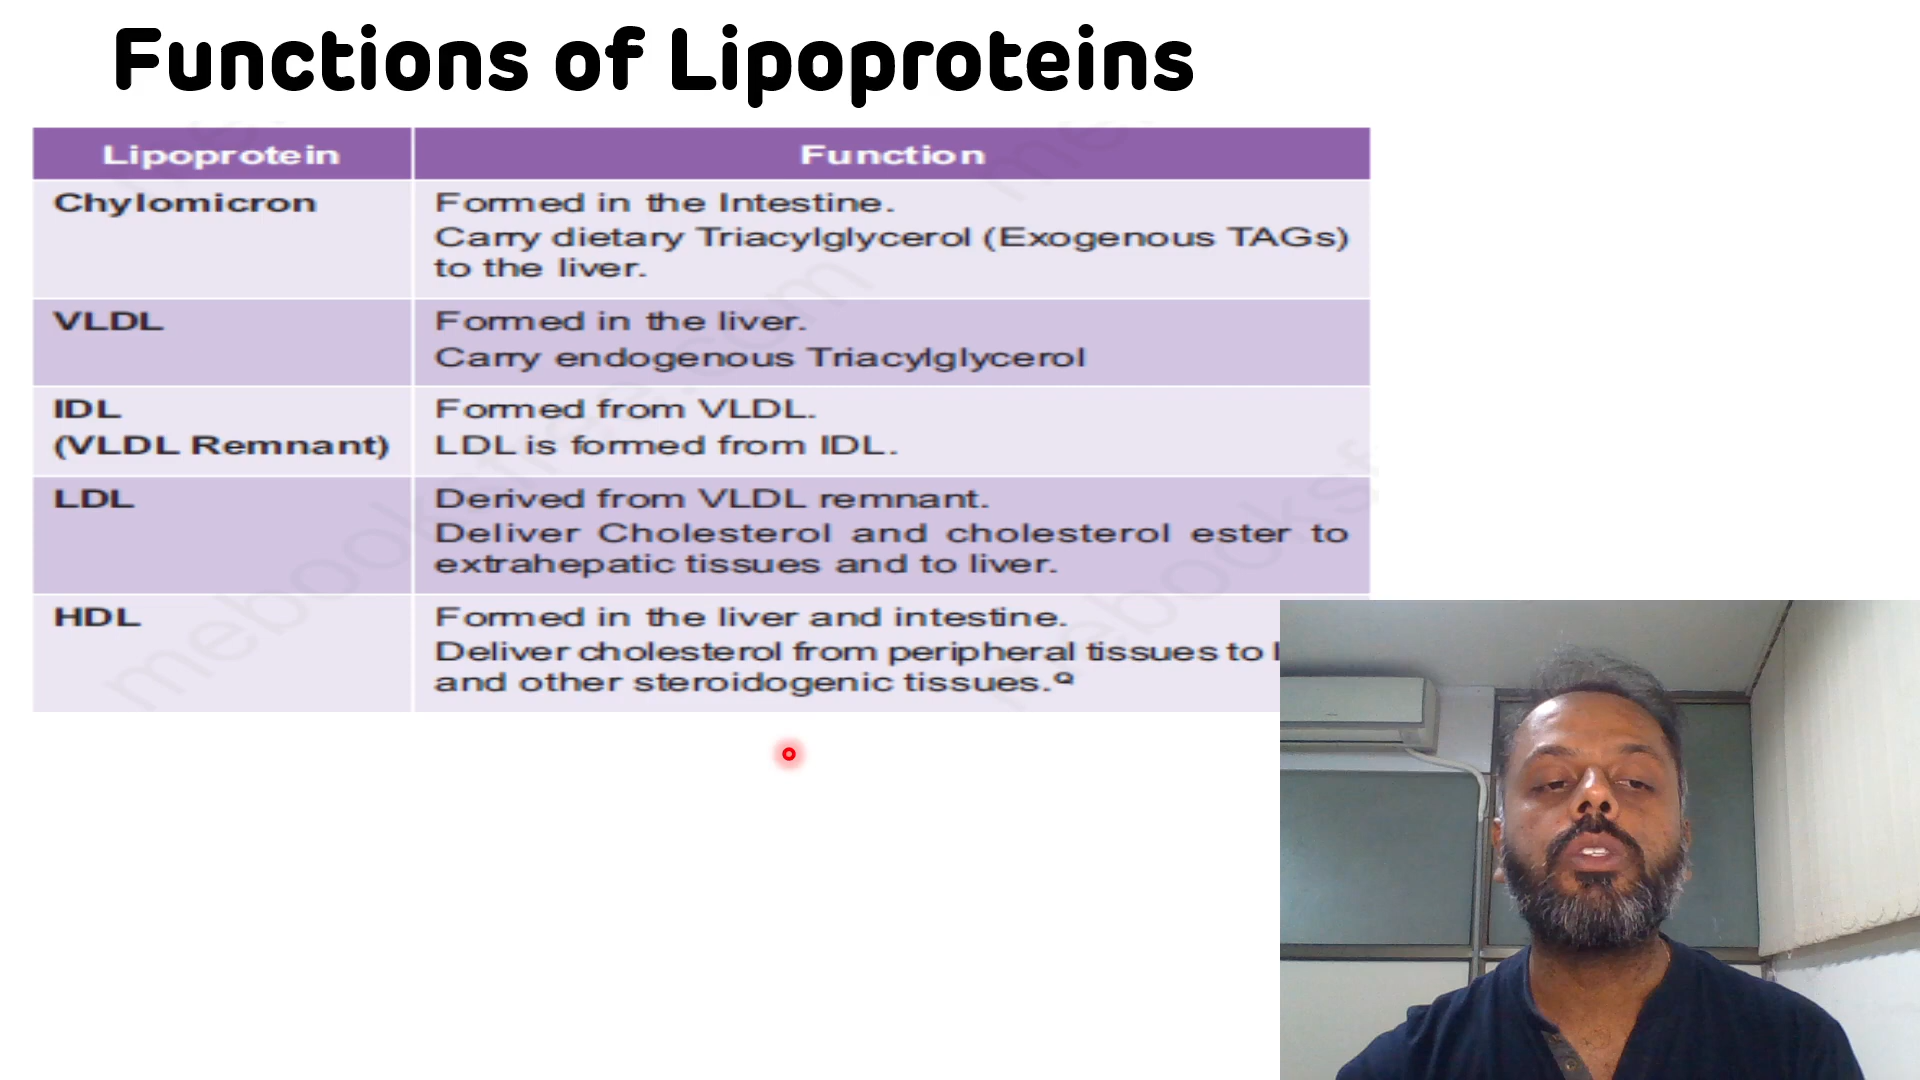 Functions of Lipoproteins
Lipoprotein
Function
Chylomicron
Formed in the Intestine.
Carry dietary Triacylglycerol (Exogenous TAGs)
to the liver.
VLDL
Formed in the liver.
Carry endogenous Triacylglycerol
IDL
(VLDL Remnant)
Formed from VLDL.
LDL is formed from IDL.
LDL
Derived from VLDL remnant.
Deliver Cholesterol and cholesterol ester to
extrahepatic tissues and to liver.
HDL
Formed in the liver and intestine.
Deliver cholesterol from peripheral tissues to
and other steroidogenic tissues.Q